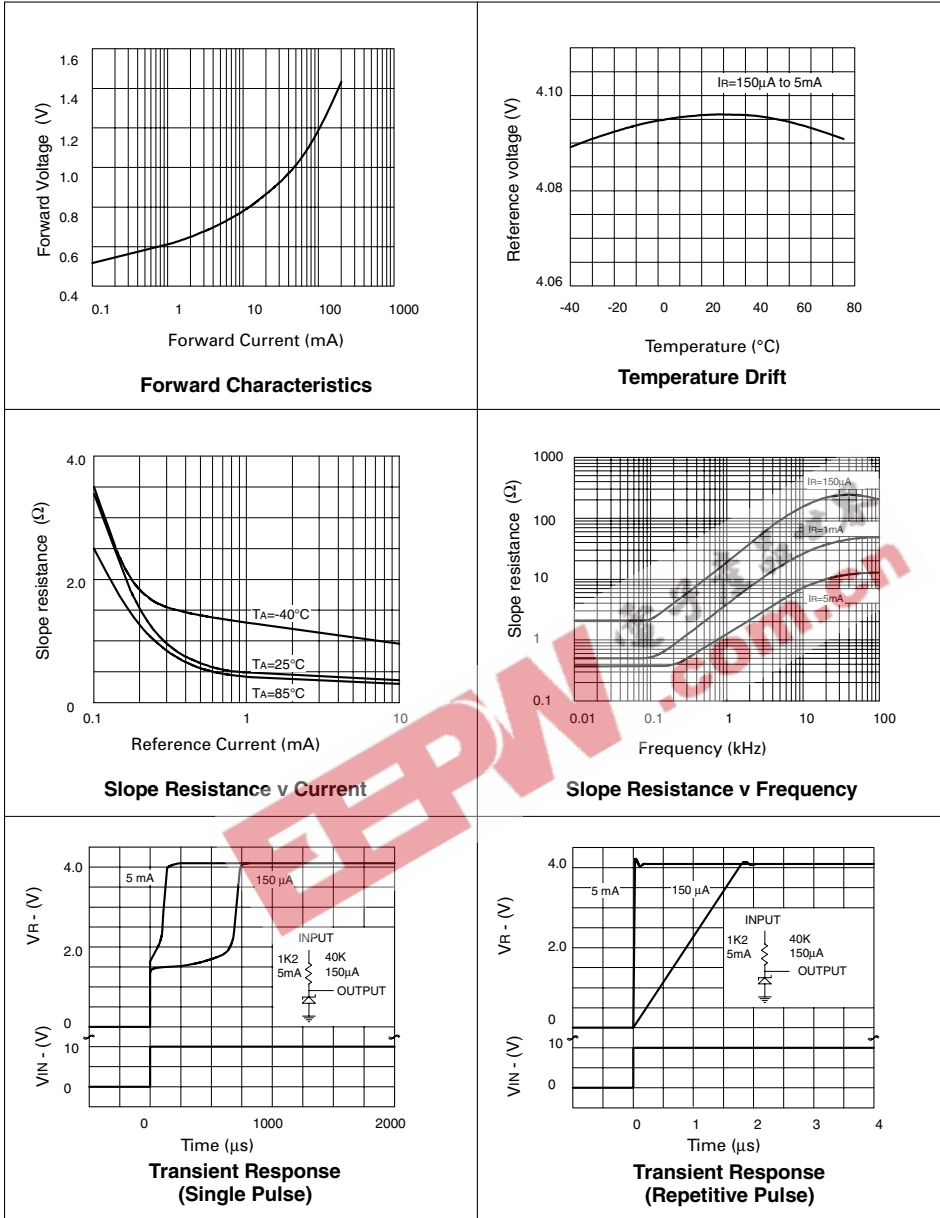 1.6
1.4
1.2
1.0
0.8
0.6
0.4
Forward Voltage (V)
0.1 1 10 100 1000
Forward Current (mA)
Forward Characteristics
4.10
4.08
4.06
Reference voltage (V)
IR=150µA to 5mA
-40 -20 0 20 40 60 80
Temperature (°C)
Temperature Drift
4.0
2.0
0
Slope resistance (Ω)
TA=-40°C
TA=25°C
TA=85°C
0.1 1 10
Reference Current (mA)
Slope Resistance v Current
1000
100
10
1
0.1
Slope resistance (Ω)
IR=150µA
IR=1mA
IR=5mA
0.01 0.1 1 10 100
Frequency (kHz)
Slope Resistance v Frequency
EEPW .com.cn
4.0
2.0
0
VR - (V)
5 mA
150 µA
INPUT
1K2 40K
5mA 150µA
OUTPUT
10
0
VIN - (V)
0 1000 2000
Time (µs)
Transient Response
(Single Pulse)
4.0
2.0
0
VR - (V)
5 mA
150 µA
INPUT
1K2 40K
5mA 150µA
OUTPUT
10
0
VIN - (V)
0 1 2 3 4
Time (µs)
Transient Response
(Repetitive Pulse)